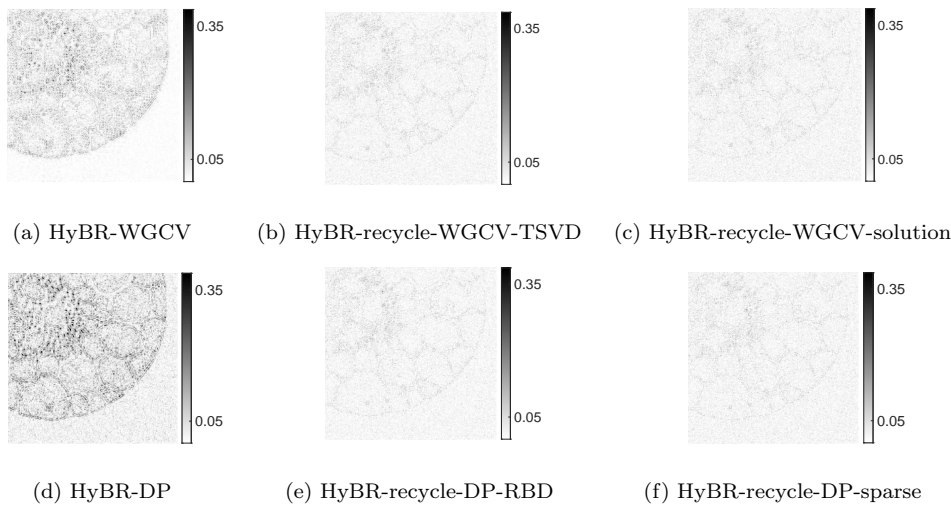 0.35
0.05
0.35
0.05
0.35
0.05
(a) HyBR-WGCV
(b) HyBR-recycle-WGCV-TSVD
(c) HyBR-recycle-WGCV-solution
0.35
0.05
0.35
0.05
0.35
0.05
(d) HyBR-DP
(e) HyBR-recycle-DP-RBD
(f) HyBR-recycle-DP-sparse